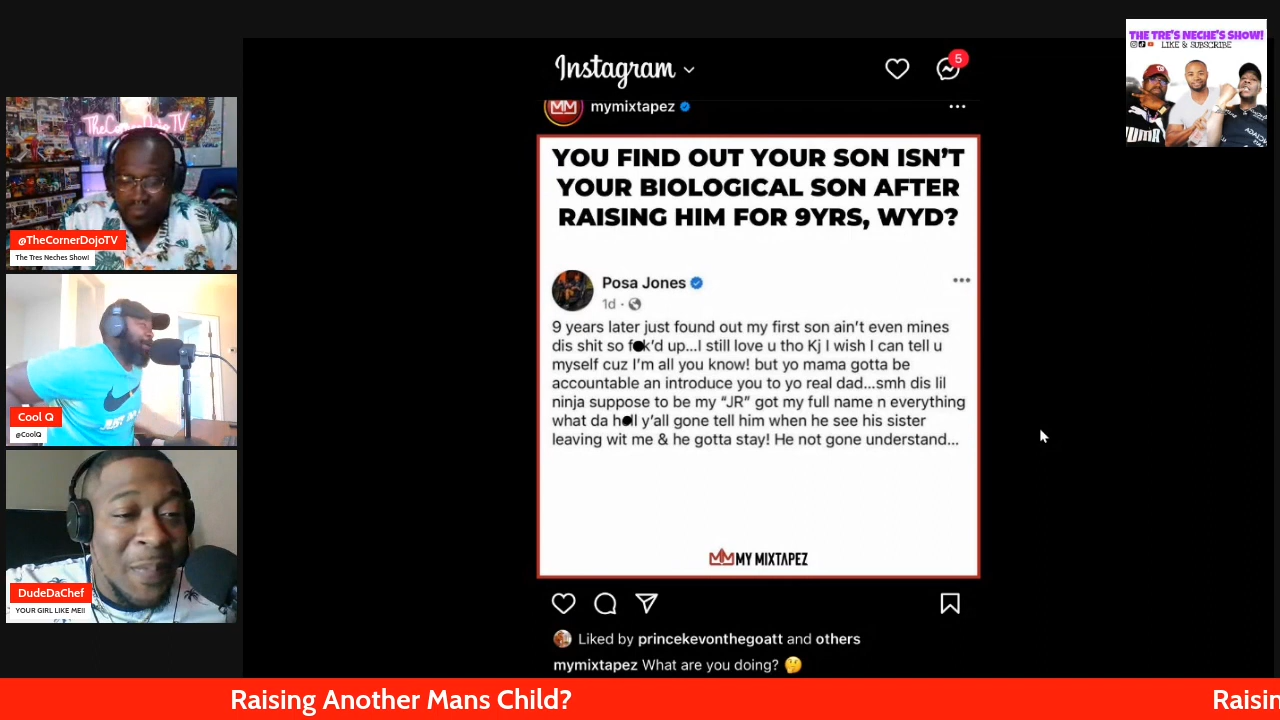 THE TRE'S NECHE'S SHOW!
LIKE & SUBSCRIBE
Instagram
5
mymixtapez
YOU FIND OUT YOUR SON ISN'T
YOUR BIOLOGICAL SON AFTER
RAISING HIM FOR 9YRS, WYD?
Posa Jones
1d ·
9 years later just found out my first son ain't even mines
dis shit so f k'd up...I still love u tho Kj I wish I can tell u
myself cuz I'm all you know! but yo mama gotta be
accountable an introduce you to yo real dad...smh dis lil
ninja suppose to be my "JR" got my full name n everything
what da h ll y'all gone tell him when he see his sister
leaving wit me & he gotta stay! He not gone understand...
MM MY MIXTAPEZ
Liked by princekevonthegoatt and others
mymixtapez What are you doing? 🤔
TheCornerDojoTV
@TheCornerDojoTV
The Tres Neches Show!
Cool Q
@CoolQ
DudeDaChef
YOUR GIRL LIKE ME!!
Raising Another Mans Child?
Raisin